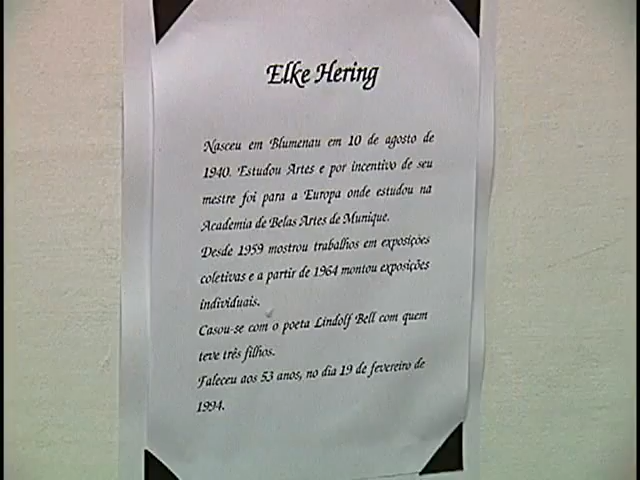 Elke Hering
Nasceu em Blumenau em 10 de agosto de
1940. Estudou Artes e por incentivo de seu
mestre foi para a Europa onde estudou na
Academia de Belas Artes de Munique.
Desde 1959 mostrou trabalhos em exposições
coletivas e a partir de 1964 montou exposições
individuais.
Casou-se com o poeta Lindolf Bell com quem
teve três filhos.
Faleceu aos 53 anos, no dia 19 de fevereiro de
1994.